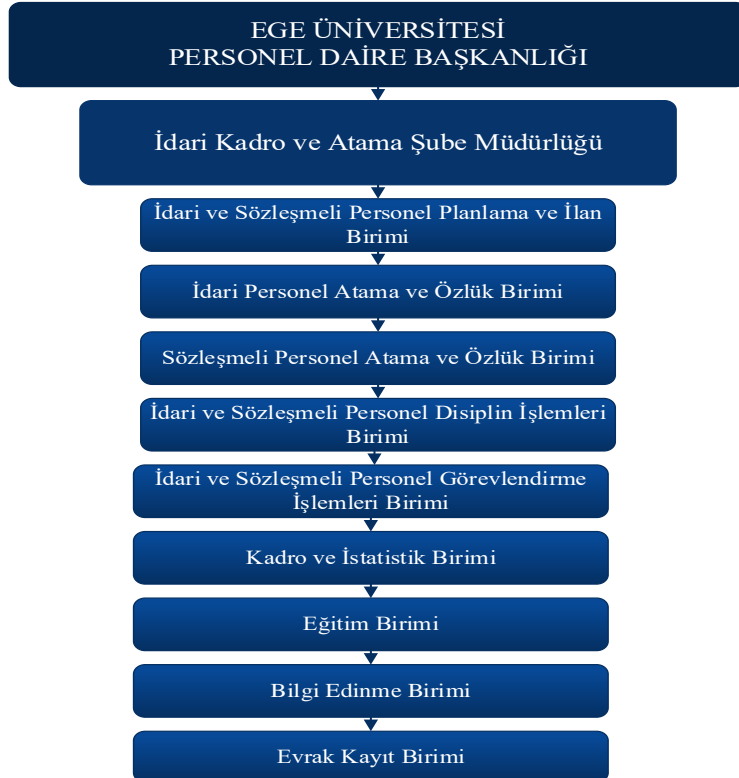 EGE ÜNİVERSİTESİ
PERSONEL DAİRE BAŞKANLIĞI
İdari Kadro ve Atama Şube Müdürlüğü
İdari ve Sözleşmeli Personel Planlama ve İlan
Birimi
İdari Personel Atama ve Özlük Birimi
Sözleşmeli Personel Atama ve Özlük Birimi
İdari ve Sözleşmeli Personel Disiplin İşlemleri
Birimi
İdari ve Sözleşmeli Personel Görevlendirme
İşlemleri Birimi
Kadro ve İstatistik Birimi
Eğitim Birimi
Bilgi Edinme Birimi
Evrak Kayıt Birimi